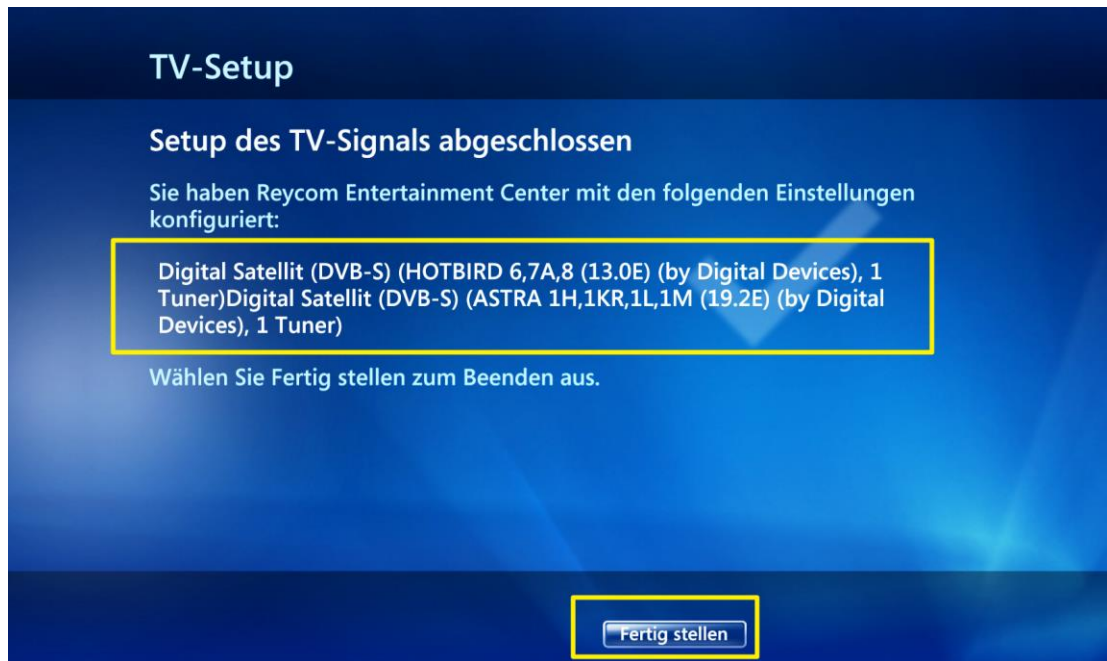 TV-Setup
Setup des TV-Signals abgeschlossen
Sie haben Reycom Entertainment Center mit den folgenden Einstellungen
konfiguriert:
Digital Satellit (DVB-S) (HOTBIRD 6,7A,8 (13.0E) (by Digital Devices), 1
Tuner)Digital Satellit (DVB-S) (ASTRA 1H,1KR,1L,1M (19.2E) (by Digital
Devices), 1 Tuner)
Wählen Sie Fertig stellen zum Beenden aus.
Fertig stellen